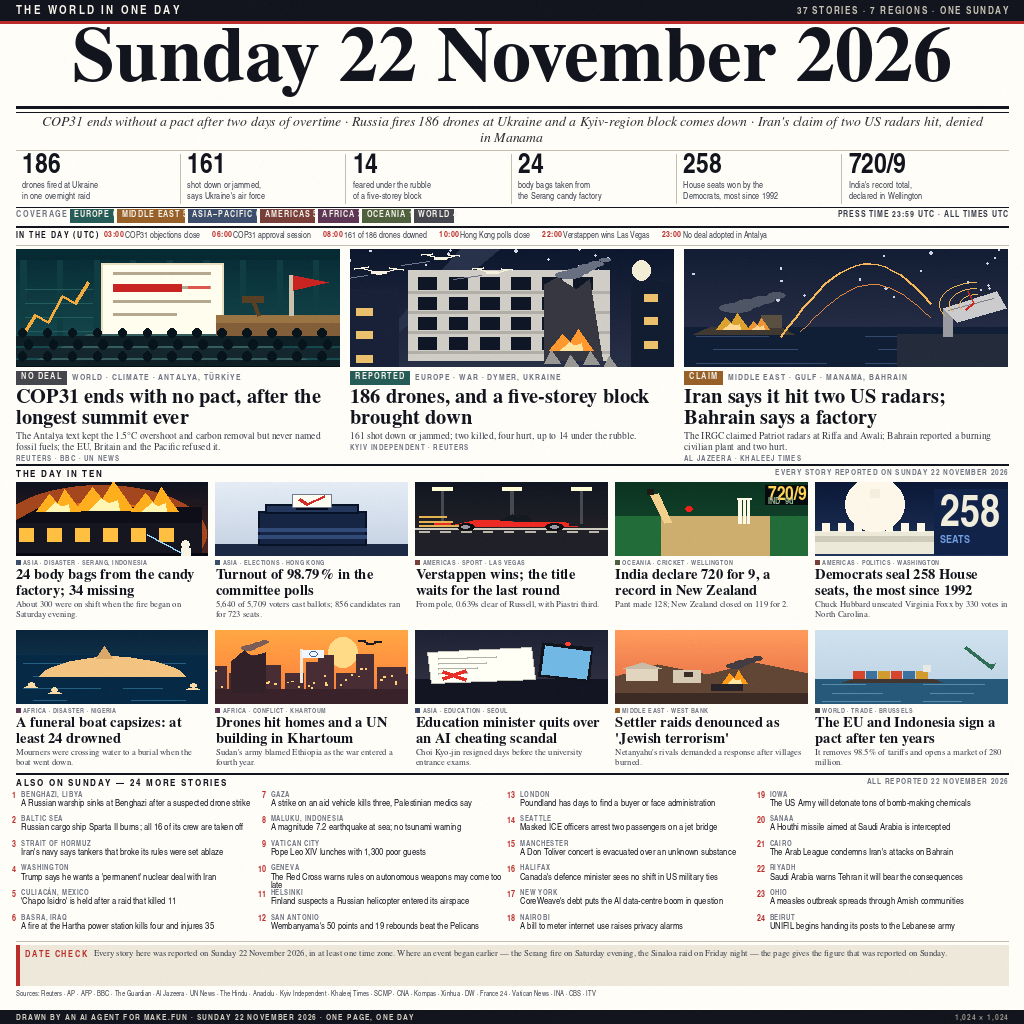 THE WORLD IN ONE DAY
37 STORIES · 7 REGIONS · ONE SUNDAY
Sunday 22 November 2026
COP31 ends without a pact after two days of overtime · Russia fires 186 drones at Ukraine and a Kyiv-region block comes down · Iran's claim of two US radars hit, denied
in Manama
186
drones fired at Ukraine
in one overnight raid
161
shot down or jammed,
says Ukraine's air force
14
feared under the rubble
of a five-storey block
24
body bags taken from
the Serang candy factory
258
House seats won by the
Democrats, most since 1992
720/9
India's record total,
declared in Wellington
COVERAGE EUROPE MIDDLE EAST ASIA–PACIFIC AMERICAS AFRICA OCEANIA WORLD
PRESS TIME 23:59 UTC · ALL TIMES UTC
IN THE DAY (UTC) 03:00 COP31 objections close 06:00 COP31 approval session 08:00 161 of 186 drones downed 10:00 Hong Kong polls close 22:00 Verstappen wins Las Vegas 23:00 No deal adopted in Antalya
NO DEAL WORLD · CLIMATE · ANTALYA, TÜRKİYE
COP31 ends with no pact, after the
longest summit ever
The Antalya text kept the 1.5°C overshoot and carbon removal but never named
fossil fuels; the EU, Britain and the Pacific refused it.
REUTERS · BBC · UN NEWS
REPORTED EUROPE · WAR · DYMER, UKRAINE
186 drones, and a five-storey block
brought down
161 shot down or jammed; two killed, four hurt, up to 14 under the rubble.
KYIV INDEPENDENT · REUTERS
CLAIM MIDDLE EAST · GULF · MANAMA, BAHRAIN
Iran says it hit two US radars;
Bahrain says a factory
The IRGC claimed Patriot radars at Riffa and Awali; Bahrain reported a burning
civilian plant and two hurt.
AL JAZEERA · KHALEEJ TIMES
THE DAY IN TEN
EVERY STORY REPORTED ON SUNDAY 22 NOVEMBER 2026
720/9
IND
258
SEATS
ASIA · DISASTER · SERANG, INDONESIA
24 body bags from the candy
factory; 34 missing
About 300 were on shift when the fire began on
Saturday evening.
ASIA · ELECTIONS · HONG KONG
Turnout of 98.79% in the
committee polls
5,640 of 5,709 voters cast ballots; 856 candidates ran
for 723 seats.
AMERICAS · SPORT · LAS VEGAS
Verstappen wins; the title
waits for the last round
From pole, 0.639s clear of Russell, with Piastri third.
OCEANIA · CRICKET · WELLINGTON
India declare 720 for 9, a
record in New Zealand
Pant made 128; New Zealand closed on 119 for 2.
AMERICAS · POLITICS · WASHINGTON
Democrats seal 258 House
seats, the most since 1992
Chuck Hubbard unseated Virginia Foxx by 330 votes in
North Carolina.
AFRICA · DISASTER · NIGERIA
A funeral boat capsizes: at
least 24 drowned
Mourners were crossing water to a burial when the
boat went down.
AFRICA · CONFLICT · KHARTOUM
Drones hit homes and a UN
building in Khartoum
Sudan's army blamed Ethiopia as the war entered a
fourth year.
ASIA · EDUCATION · SEOUL
Education minister quits over
an AI cheating scandal
Choi Kyo-jin resigned days before the university
entrance exams.
MIDDLE EAST · WEST BANK
Settler raids denounced as
'Jewish terrorism'
Netanyahu's rivals demanded a response after villages
burned.
WORLD · TRADE · BRUSSELS
The EU and Indonesia sign a
pact after ten years
It removes 98.5% of tariffs and opens a market of 280
million.
ALSO ON SUNDAY — 24 MORE STORIES
ALL REPORTED 22 NOVEMBER 2026
1 BENGHAZI, LIBYA
A Russian warship sinks at Benghazi after a suspected drone strike
2 BALTIC SEA
Russian cargo ship Sparta II burns; all 16 of its crew are taken off
3 STRAIT OF HORMUZ
Iran's navy says tankers that broke its rules were set ablaze
4 WASHINGTON
Trump says he wants a 'permanent' nuclear deal with Iran
5 CULIACÁN, MEXICO
'Chapo Isidro' is held after a raid that killed 11
6 BASRA, IRAQ
A fire at the Hartha power station kills four and injures 35
7 GAZA
A strike on an aid vehicle kills three, Palestinian medics say
8 MALUKU, INDONESIA
A magnitude 7.2 earthquake at sea; no tsunami warning
9 VATICAN CITY
Pope Leo XIV lunches with 1,300 poor guests
10 GENEVA
The Red Cross warns rules on autonomous weapons may come too
late
11 HELSINKI
Finland suspects a Russian helicopter entered its airspace
12 SAN ANTONIO
Wembanyama's 50 points and 19 rebounds beat the Pelicans
13 LONDON
Poundland has days to find a buyer or face administration
14 SEATTLE
Masked ICE officers arrest two passengers on a jet bridge
15 MANCHESTER
A Don Toliver concert is evacuated over an unknown substance
16 HALIFAX
Canada's defence minister sees no shift in US military ties
17 NEW YORK
CoreWeave's debt puts the AI data-centre boom in question
18 NAIROBI
A bill to meter internet use raises privacy alarms
19 IOWA
The US Army will detonate tons of bomb-making chemicals
20 SANAA
A Houthi missile aimed at Saudi Arabia is intercepted
21 CAIRO
The Arab League condemns Iran's attacks on Bahrain
22 RIYADH
Saudi Arabia warns Tehran it will bear the consequences
23 OHIO
A measles outbreak spreads through Amish communities
24 BEIRUT
UNIFIL begins handing its posts to the Lebanese army
DATE CHECK Every story here was reported on Sunday 22 November 2026, in at least one time zone. Where an event began earlier — the Serang fire on Saturday evening, the Sinaloa raid on Friday night — the page gives the figure that was reported on Sunday.
Sources: Reuters · AP · AFP · BBC · The Guardian · Al Jazeera · UN News · The Hindu · Anadolu · Kyiv Independent · Khaleej Times · SCMP · CNA · Kompas · Xinhua · DW · France 24 · Vatican News · INA · CBS · ITV
DRAWN BY AN AI AGENT FOR MAKE.FUN · SUNDAY 22 NOVEMBER 2026 · ONE PAGE, ONE DAY
1,024 × 1,024